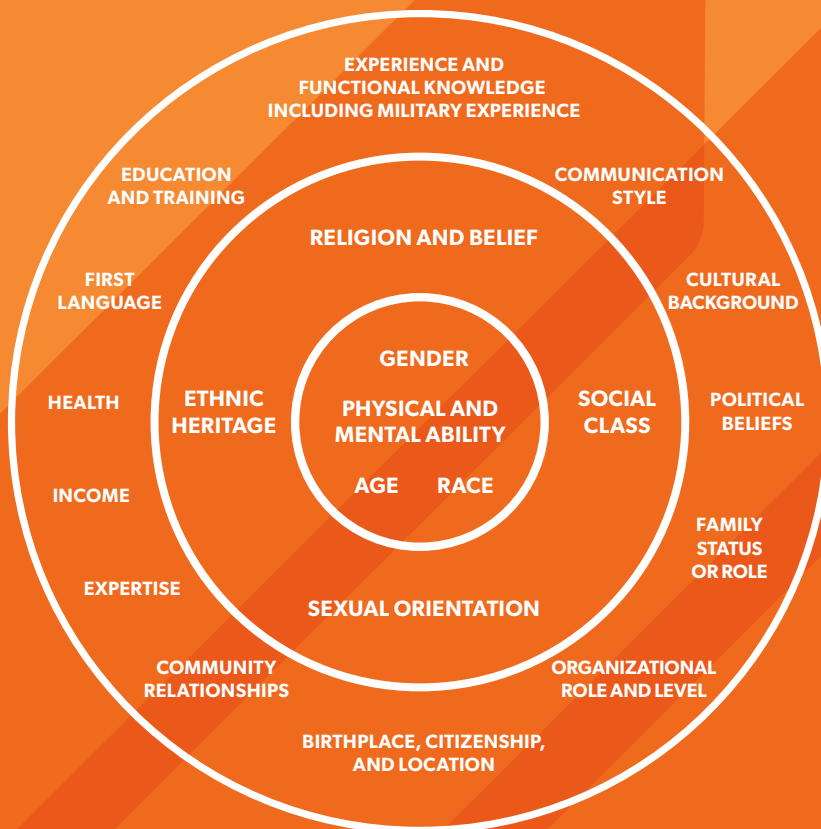 EXPERIENCE AND
FUNCTIONAL KNOWLEDGE
INCLUDING MILITARY EXPERIENCE
EDUCATION
AND TRAINING
COMMUNICATION
STYLE
RELIGION AND BELIEF
FIRST
LANGUAGE
CULTURAL
BACKGROUND
GENDER
HEALTH
ETHNIC
HERITAGE
PHYSICAL AND
MENTAL ABILITY
SOCIAL
CLASS
POLITICAL
BELIEFS
AGE RACE
INCOME
FAMILY
STATUS
OR ROLE
EXPERTISE
SEXUAL ORIENTATION
COMMUNITY
RELATIONSHIPS
ORGANIZATIONAL
ROLE AND LEVEL
BIRTHPLACE, CITIZENSHIP,
AND LOCATION